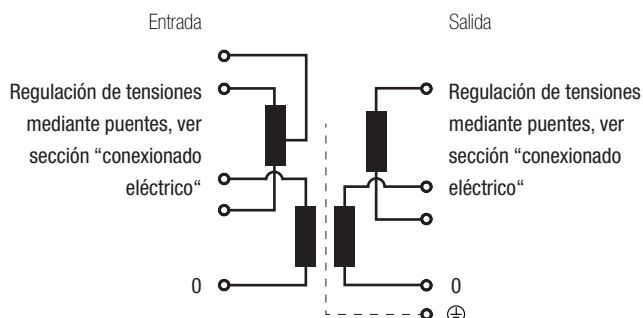 Entrada
Salida
Regulación de tensiones
mediante puentes, ver
sección “conexionado
eléctrico“
Regulación de tensiones
mediante puentes, ver
sección “conexionado
eléctrico“
0
0